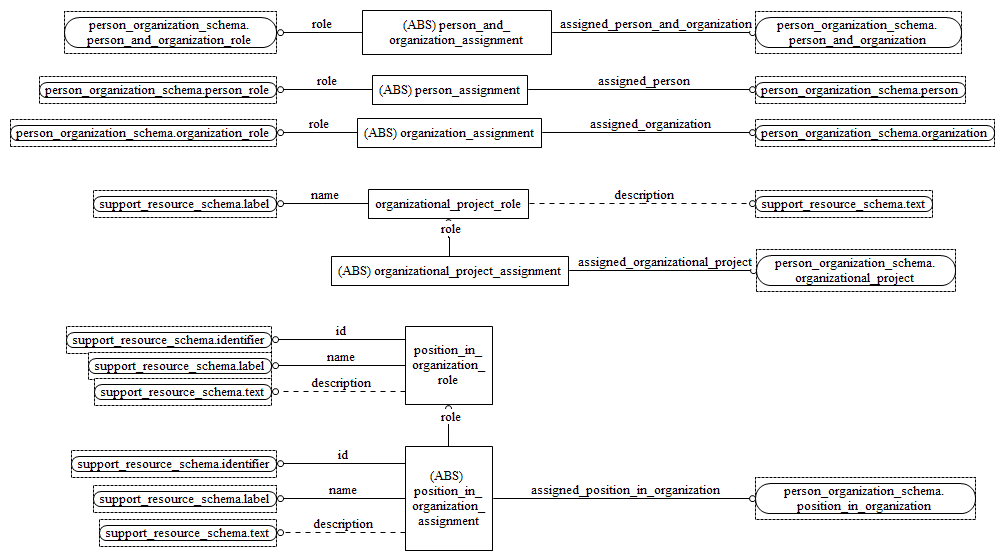 person_organization_schema.
person_and_organization_role
role
(ABS) person_and_
organization_assignment
assigned_person_and_organization
person_organization_schema.
person_and_organization
person_organization_schema.person_role
role
(ABS) person_assignment
assigned_person
person_organization_schema.person
person_organization_schema.organization_role
role
(ABS) organization_assignment
assigned_organization
person_organization_schema.organization
support_resource_schema.label
name
organizational_project_role
description
support_resource_schema.text
role
(ABS) organizational_project_assignment
assigned_organizational_project
person_organization_schema.
organizational_project
support_resource_schema.identifier
id
support_resource_schema.label
name
support_resource_schema.text
description
position_in_
organization_
role
role
support_resource_schema.identifier
id
support_resource_schema.label
name
support_resource_schema.text
description
(ABS)
position_in_
organization_
assignment
assigned_position_in_organization
person_organization_schema.
position_in_organization